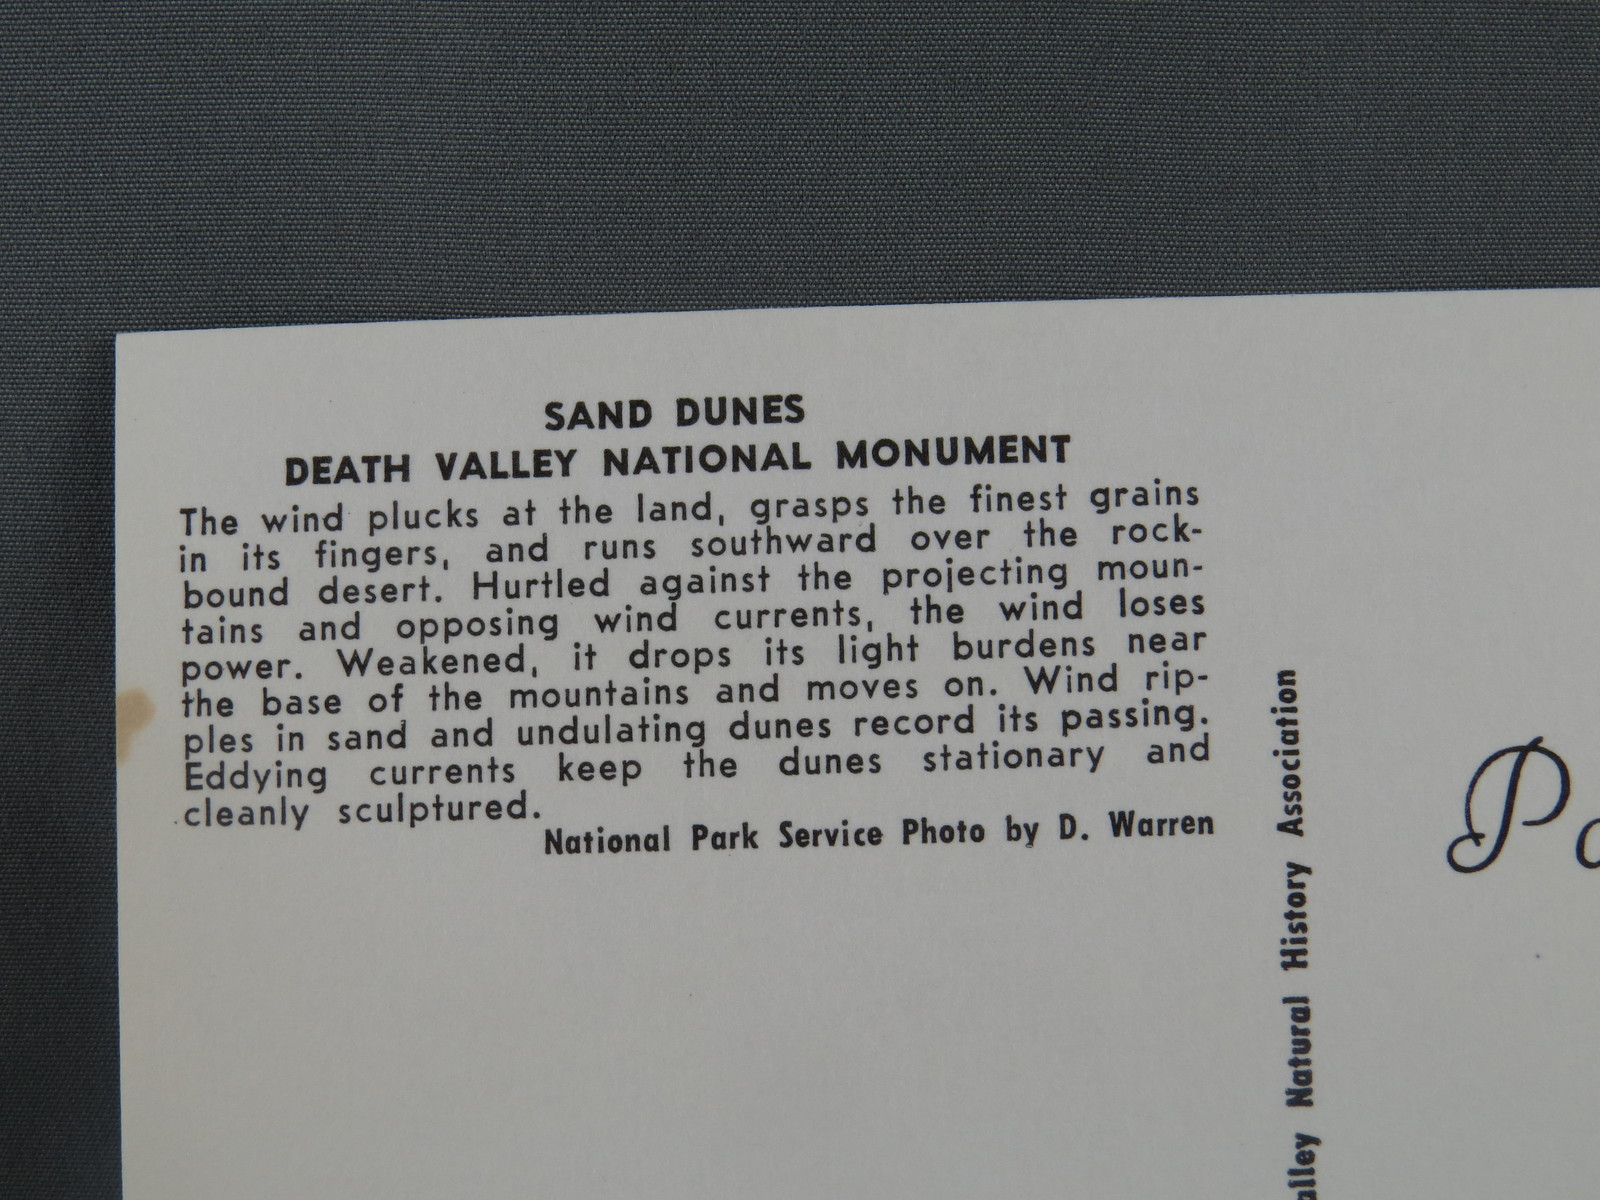 SAND DUNES
DEATH VALLEY NATIONAL MONUMENT
The wind plucks at the land, grasps the finest grains
in its fingers, and runs southward over the rock-
bound desert. Hurtled against the projecting moun-
tains and opposing wind currents, the wind loses
power. Weakened, it drops its light burdens near
the base of the mountains and moves on. Wind rip-
ples in sand and undulating dunes record its passing.
Eddying currents keep the dunes stationary and
cleanly sculptured.
National Park Service Photo by D. Warren
alley Natural History Association